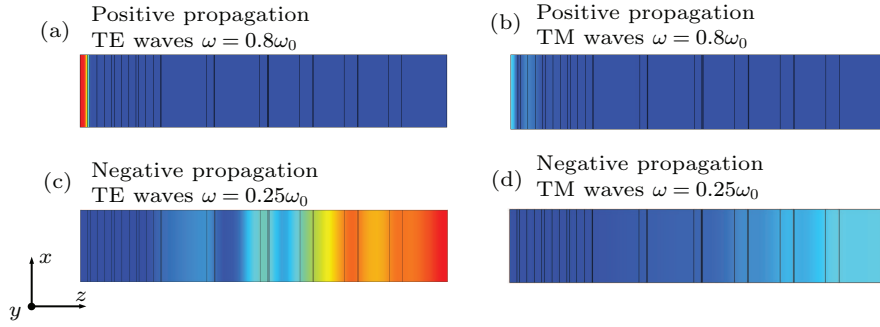 (a) Positive propagation
TE waves ω = 0.8ω₀
(b) Positive propagation
TM waves ω = 0.8ω₀
(c) Negative propagation
TE waves ω = 0.25ω₀
(d) Negative propagation
TM waves ω = 0.25ω₀
x
y
z